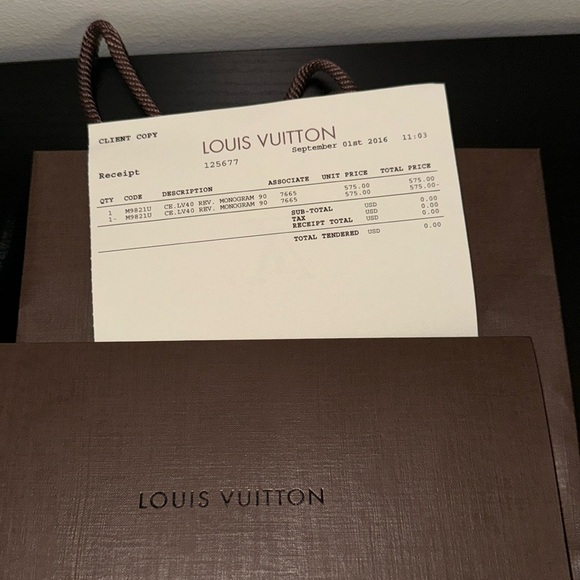 CLIENT COPY
LOUIS VUITTON
September 01st 2016 11:03
Receipt 125677
QTY CODE DESCRIPTION ASSOCIATE UNIT PRICE TOTAL PRICE
1 M9821U CE.LV40 REV. MONOGRAM 90 7665 575.00 575.00
1- M9821U CE.LV40 REV. MONOGRAM 90 7665 575.00 575.00-
SUB-TOTAL USD 0.00
TAX USD 0.00
RECEIPT TOTAL USD 0.00
TOTAL TENDERED USD 0.00
LOUIS VUITTON